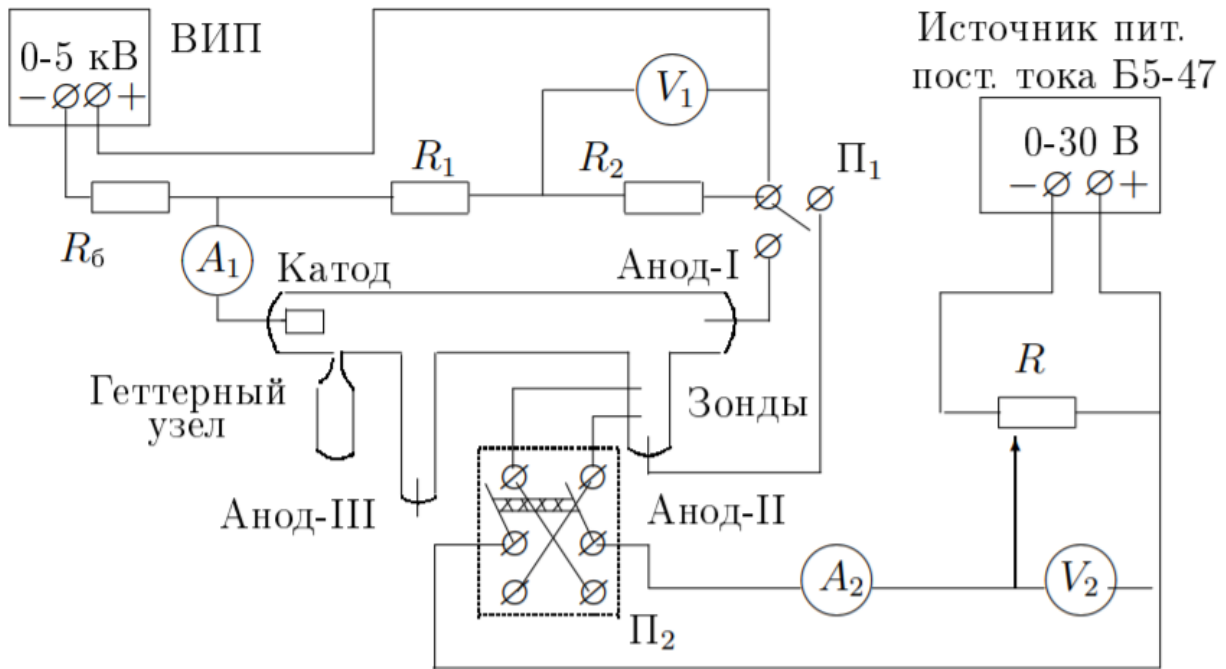 ВИП
0-5 кВ
− +
Источник пит.
пост. тока Б5-47
0-30 В
− +
V₁
R₁
R₂
П₁
Rб
A₁
Катод
Анод-I
Геттерный
узел
Зонды
R
Анод-III
Анод-II
A₂
V₂
П₂